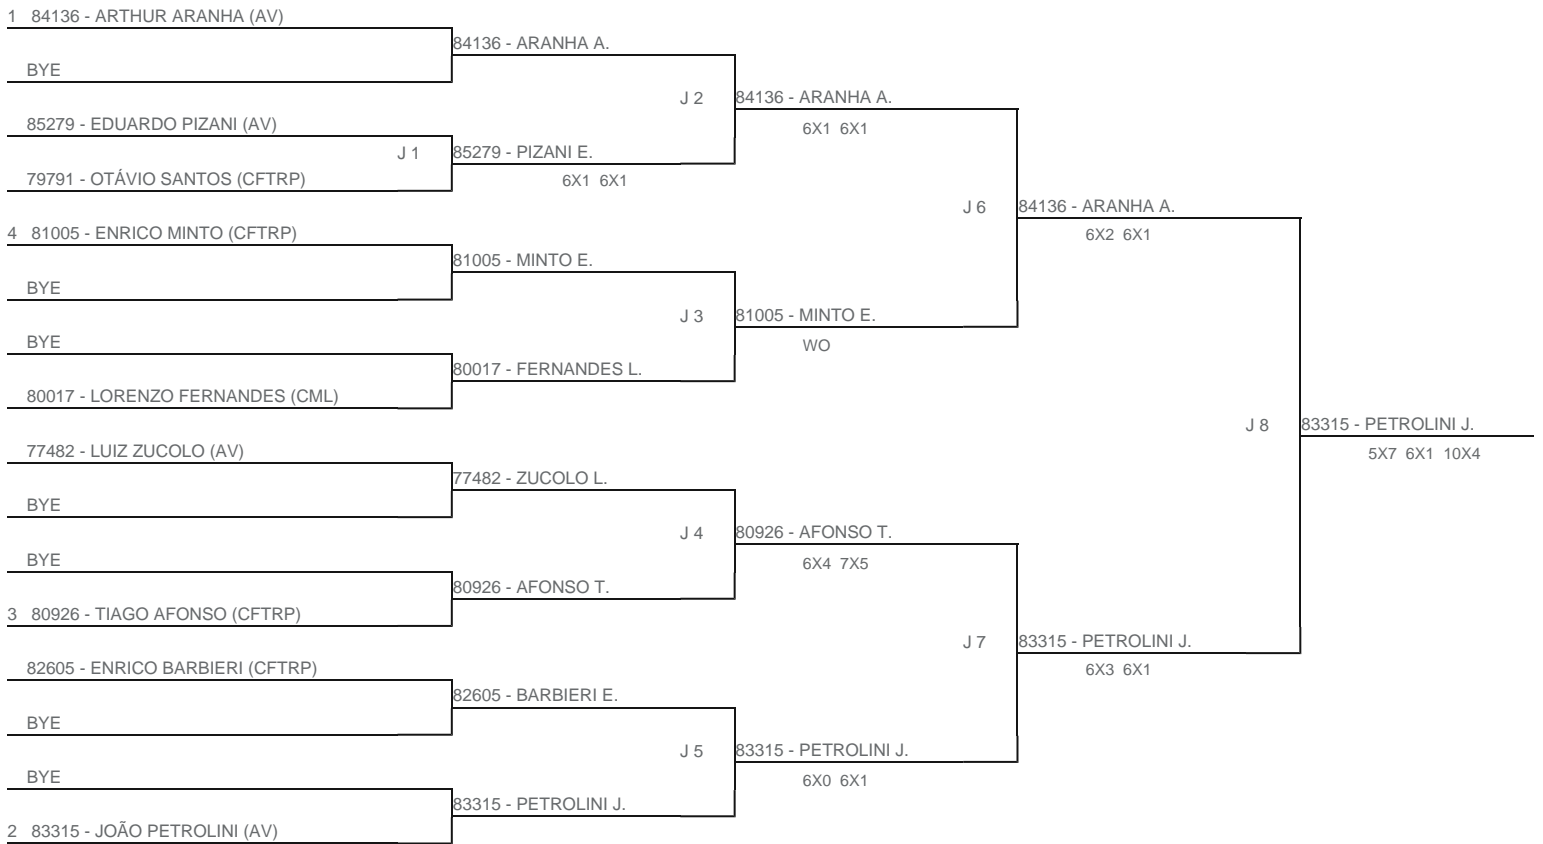 1 84136 - ARTHUR ARANHA (AV)
84136 - ARANHA A.
BYE
J 2
84136 - ARANHA A.
6X1 6X1
85279 - EDUARDO PIZANI (AV)
J 1
85279 - PIZANI E.
6X1 6X1
79791 - OTÁVIO SANTOS (CFTRP)
J 6
84136 - ARANHA A.
6X2 6X1
4 81005 - ENRICO MINTO (CFTRP)
81005 - MINTO E.
BYE
J 3
81005 - MINTO E.
WO
BYE
80017 - FERNANDES L.
80017 - LORENZO FERNANDES (CML)
J 8
83315 - PETROLINI J.
5X7 6X1 10X4
77482 - LUIZ ZUCOLO (AV)
77482 - ZUCOLO L.
BYE
J 4
80926 - AFONSO T.
6X4 7X5
BYE
80926 - AFONSO T.
3 80926 - TIAGO AFONSO (CFTRP)
J 7
83315 - PETROLINI J.
6X3 6X1
82605 - ENRICO BARBIERI (CFTRP)
82605 - BARBIERI E.
BYE
J 5
83315 - PETROLINI J.
6X0 6X1
BYE
83315 - PETROLINI J.
2 83315 - JOÃO PETROLINI (AV)